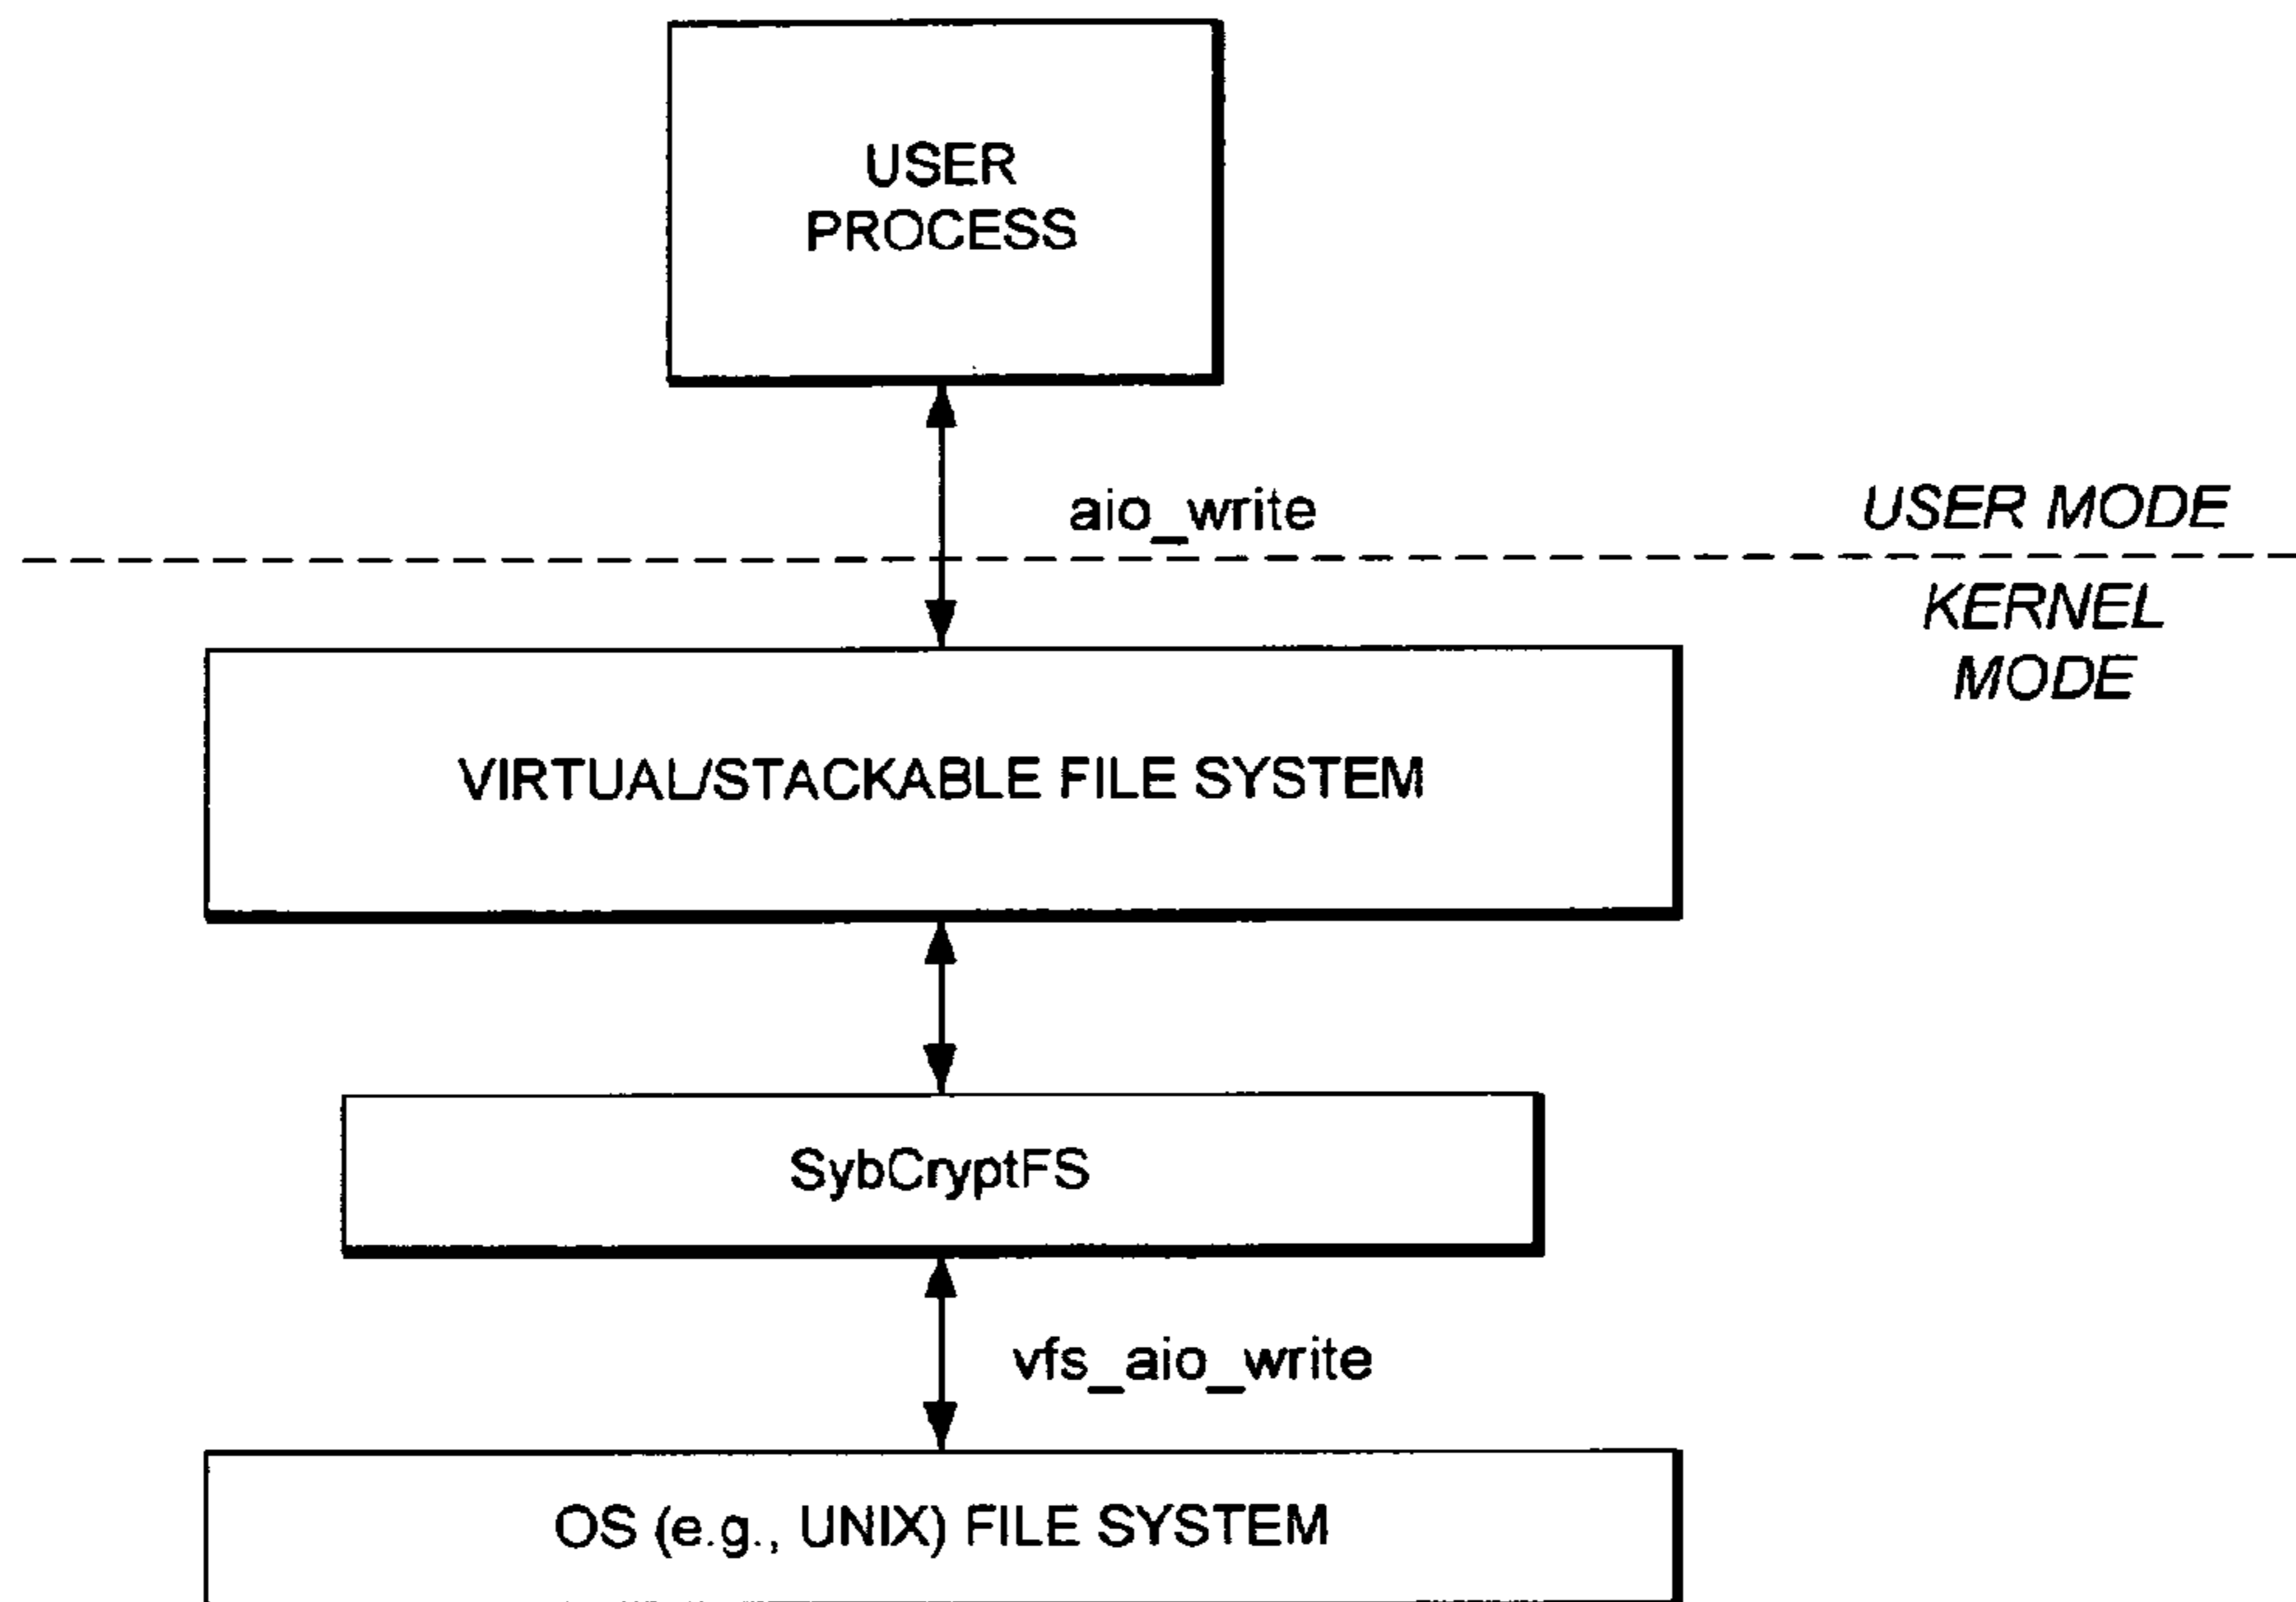 USER
PROCESS
aio_write
USER MODE
KERNEL
MODE
VIRTUAL/STACKABLE FILE SYSTEM
SybCryptFS
vfs_aio_write
OS (e.g., UNIX) FILE SYSTEM